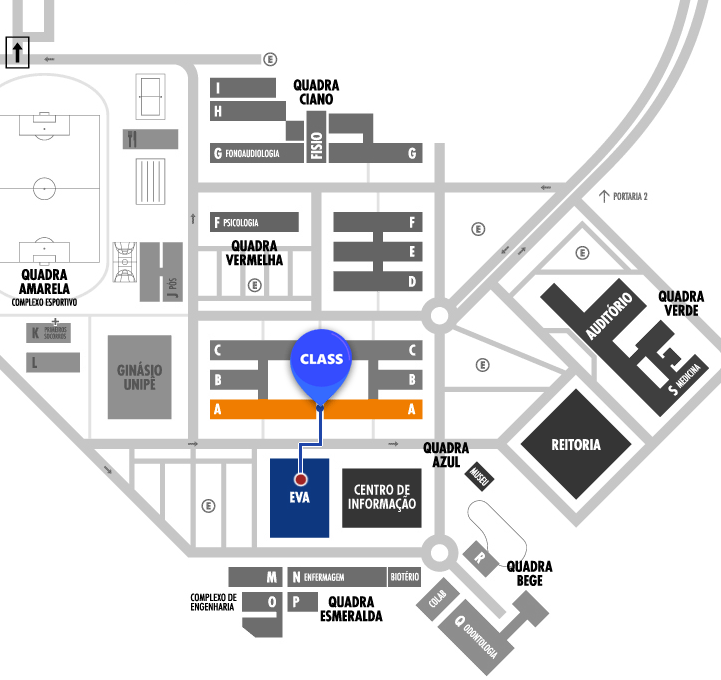 E
I
QUADRA
CIANO
H
FISIO
G FONOAUDIOLOGIA
G
PORTARIA 2
F PSICOLOGIA
F
E
QUADRA
VERMELHA
E
E
E
D
J PÓS
QUADRA
AMARELA
COMPLEXO ESPORTIVO
AUDITÓRIO
QUADRA
VERDE
K PRIMEIROS
SOCORROS
L
GINÁSIO
UNIPÊ
C
CLASS
C
B
B
A
A
E
S MEDICINA
REITORIA
QUADRA
AZUL
MUSEU
EVA
CENTRO DE
INFORMAÇÃO
E
R
QUADRA
BEGE
M
N ENFERMAGEM
BIOTÉRIO
COMPLEXO DE
ENGENHARIA
O
P
QUADRA
ESMERALDA
COLAB
Q ODONTOLOGIA